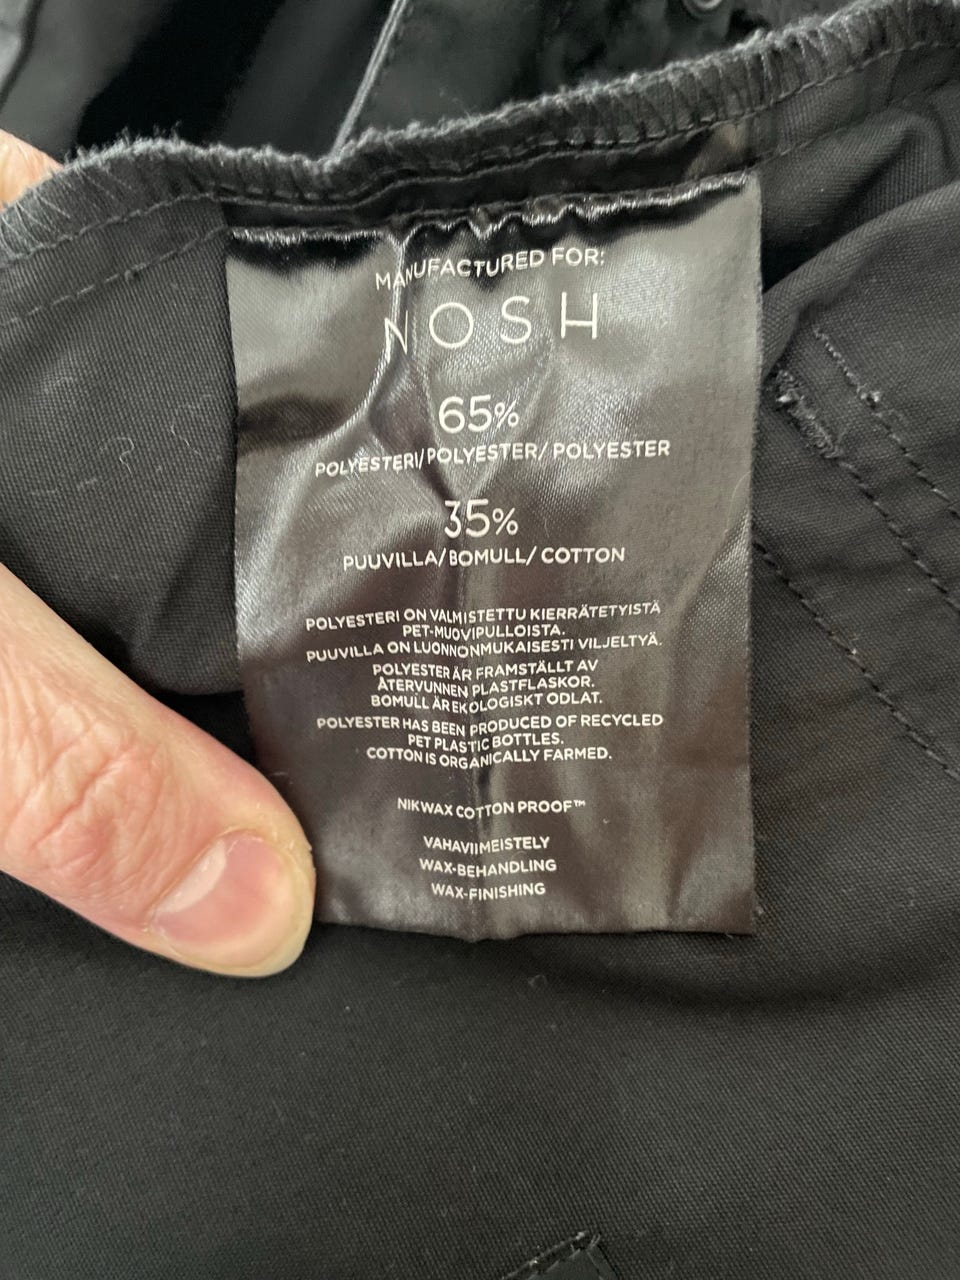 MANUFACTURED FOR:
NOSH
65%
POLYESTERI/POLYESTER/ POLYESTER
35%
PUUVILLA/BOMULL/ COTTON
POLYESTERI ON VALMISTETTU KIERRÄTETYISTÄ
PET-MUOVIPULLOISTA.
PUUVILLA ON LUONNONMUKAISESTI VILJELTYÄ.
POLYESTER ÄR FRAMSTÄLLT AV
ÅTERVUNNEN PLASTFLASKOR.
BOMULL ÄR EKOLOGISKT ODLAT.
POLYESTER HAS BEEN PRODUCED OF RECYCLED
PET PLASTIC BOTTLES.
COTTON IS ORGANICALLY FARMED.
NIKWAX COTTON PROOF™
VAHAVIIMEISTELY
WAX-BEHANDLING
WAX-FINISHING